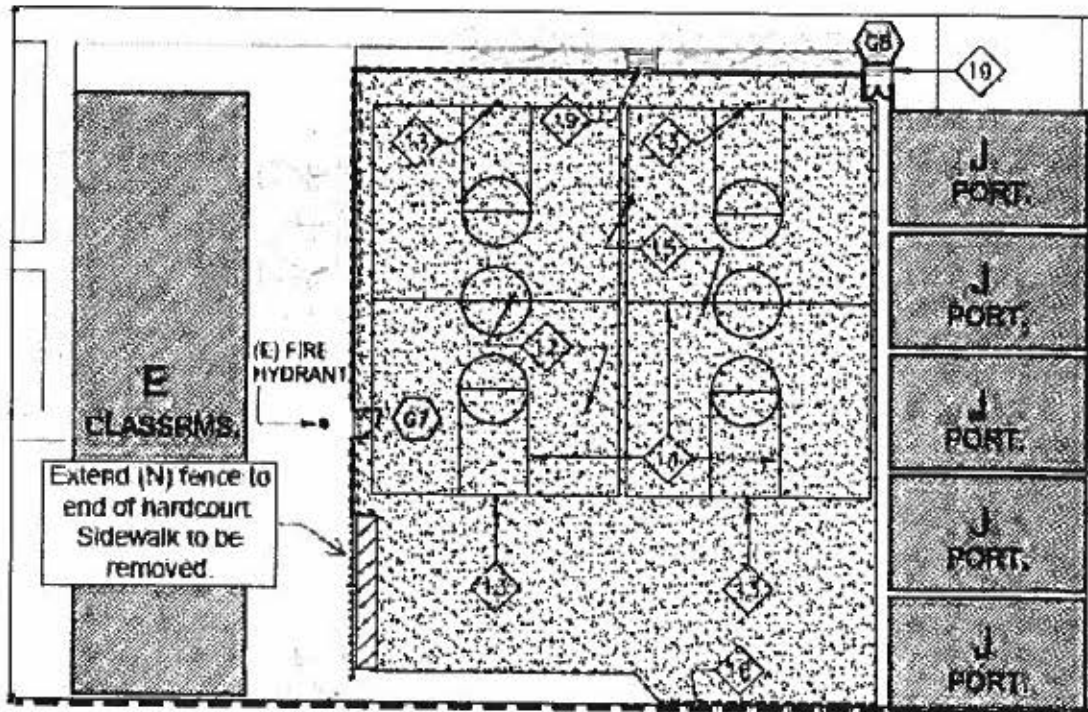 G8
19
13
19
13
J
PORT.
15
J
PORT.
12
(E) FIRE
HYDRANT
E
CLASSRMS.
G7
J
PORT.
Extend (N) fence to
end of hardcourt
Sidewalk to be
removed.
13
13
J
PORT.
J
PORT.